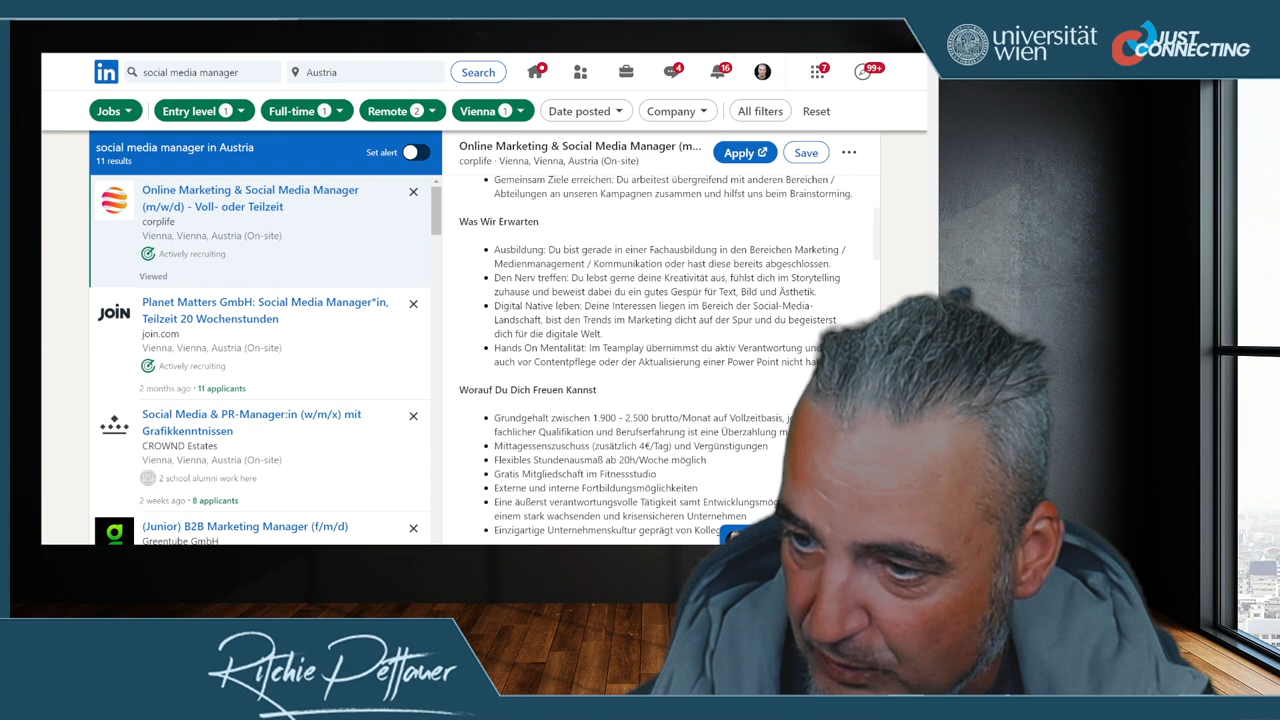 universität
wien
JUST
CONNECTING
in
social media manager
Austria
Search
4
16
7
99+
Jobs
Entry level 1
Full-time 1
Remote 2
Vienna 1
Date posted
Company
All filters
Reset
social media manager in Austria
11 results
Set alert
Online Marketing & Social Media Manager
(m/w/d) - Voll- oder Teilzeit
corplife
Vienna, Vienna, Austria (On-site)
Actively recruiting
Viewed
JOIN
Planet Matters GmbH: Social Media Manager*in,
Teilzeit 20 Wochenstunden
join.com
Vienna, Vienna, Austria (On-site)
Actively recruiting
2 months ago · 11 applicants
Social Media & PR-Manager:in (w/m/x) mit
Grafikkenntnissen
CROWND Estates
Vienna, Vienna, Austria (On-site)
2 school alumni work here
2 weeks ago · 8 applicants
g
(Junior) B2B Marketing Manager (f/m/d)
Greentube GmbH
Online Marketing & Social Media Manager (m...
corplife · Vienna, Vienna, Austria (On-site)
Apply
Save
Gemeinsam Ziele erreichen: Du arbeitest übergreifend mit anderen Bereichen /
Abteilungen an unseren Kampagnen zusammen und hilfst uns beim Brainstorming.
Was Wir Erwarten
Ausbildung: Du bist gerade in einer Fachausbildung in den Bereichen Marketing /
Medienmanagement / Kommunikation oder hast diese bereits abgeschlossen.
Den Nerv treffen: Du lebst gerne deine Kreativität aus, fühlst dich im Storytelling
zuhause und beweist dabei du ein gutes Gespür für Text, Bild und Ästhetik.
Digital Native leben: Deine Interessen liegen im Bereich der Social-Media-
Landschaft, bist den Trends im Marketing dicht auf der Spur und du begeisterst
dich für die digitale Welt.
Hands On Mentalität: Im Teamplay übernimmst du aktiv Verantwortung und
auch vor Contentpflege oder der Aktualisierung einer Power Point nicht
Worauf Du Dich Freuen Kannst
Grundgehalt zwischen 1.900 - 2.500 brutto/Monat auf Vollzeitbasis,
fachlicher Qualifikation und Berufserfahrung ist eine Überzahlung
Mittagessenszuschuss (zusätzlich 4€/Tag) und Vergünstigungen
Flexibles Stundenausmaß ab 20h/Woche möglich
Gratis Mitgliedschaft im Fitnessstudio
Externe und interne Fortbildungsmöglichkeiten
Eine äußerst verantwortungsvolle Tätigkeit samt
einem stark wachsenden und krisensicheren Unternehmen
Einzigartige Unternehmenskultur geprägt von
Ritchie Pettauer